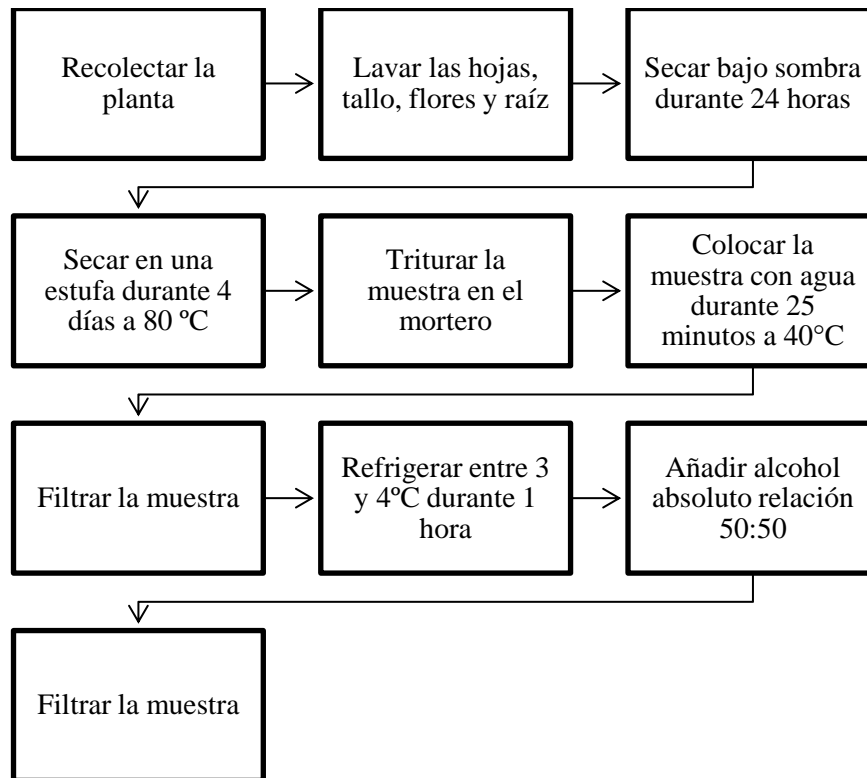 Recolectar la
planta
Lavar las hojas,
tallo, flores y raíz
Secar bajo sombra
durante 24 horas
Secar en una
estufa durante 4
días a 80 ºC
Triturar la
muestra en el
mortero
Colocar la
muestra con agua
durante 25
minutos a 40°C
Filtrar la muestra
Refrigerar entre 3
y 4ºC durante 1
hora
Añadir alcohol
absoluto relación
50:50
Filtrar la muestra